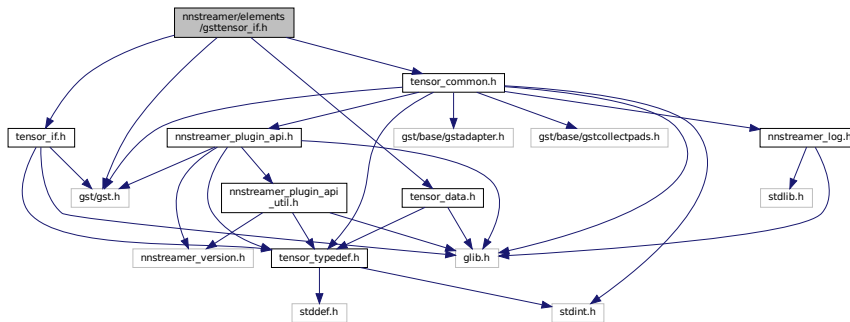 nnstreamer/elements
/gsttensor_if.h
tensor_common.h
tensor_if.h
nnstreamer_plugin_api.h
gst/base/gstadapter.h
gst/base/gstcollectpads.h
nnstreamer_log.h
gst/gst.h
nnstreamer_plugin_api
_util.h
tensor_data.h
stdlib.h
nnstreamer_version.h
tensor_typedef.h
glib.h
stddef.h
stdint.h